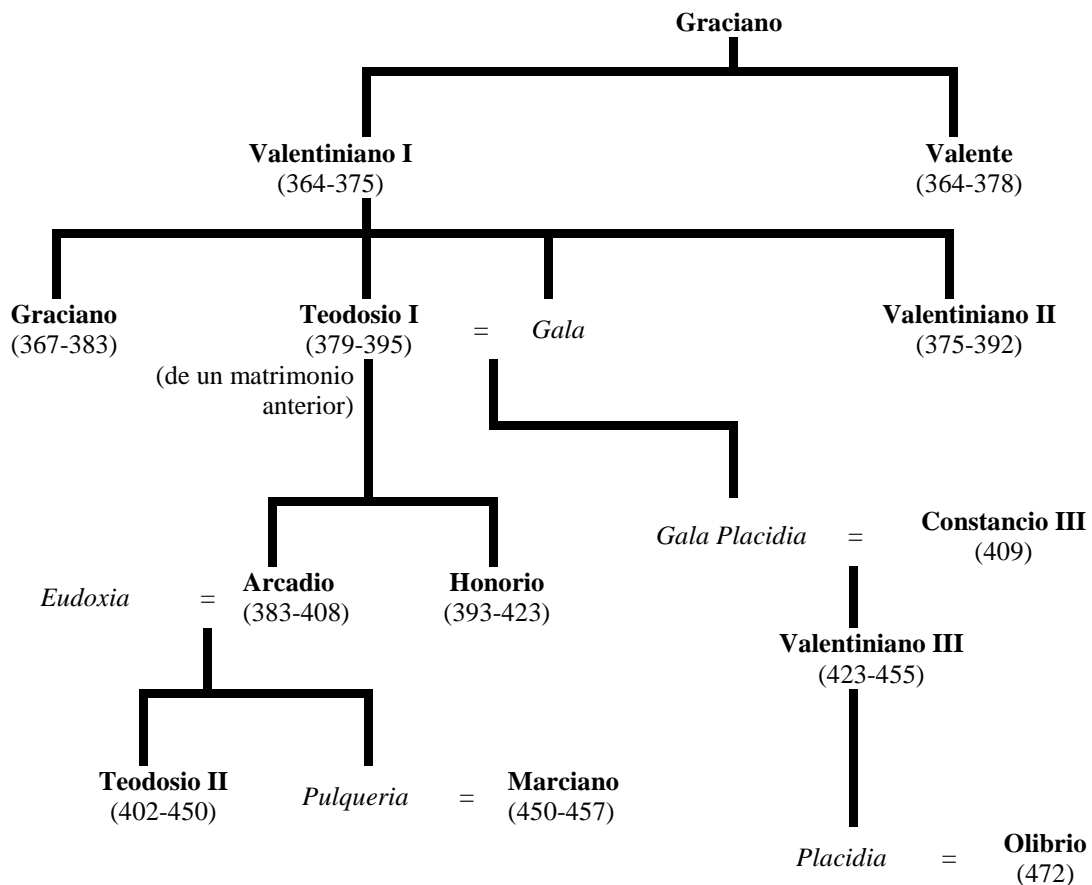 Graciano
Valentiniano I
(364-375)
Valente
(364-378)
Graciano
(367-383)
Teodosio I
(379-395)
(de un matrimonio
anterior)
=
Gala
Valentiniano II
(375-392)
Gala Placidia
=
Constancio III
(409)
Eudoxia
=
Arcadio
(383-408)
Honorio
(393-423)
Valentiniano III
(423-455)
Teodosio II
(402-450)
Pulqueria
=
Marciano
(450-457)
Placidia
=
Olibrio
(472)